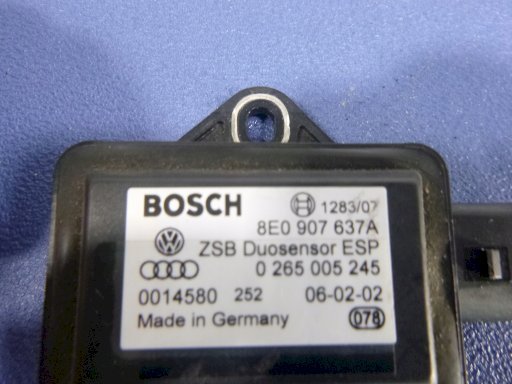 BOSCH 1283/07
8E0 907 637A
ZSB Duosensor ESP
0 265 005 245
0014580 252 06-02-02
Made in Germany 078